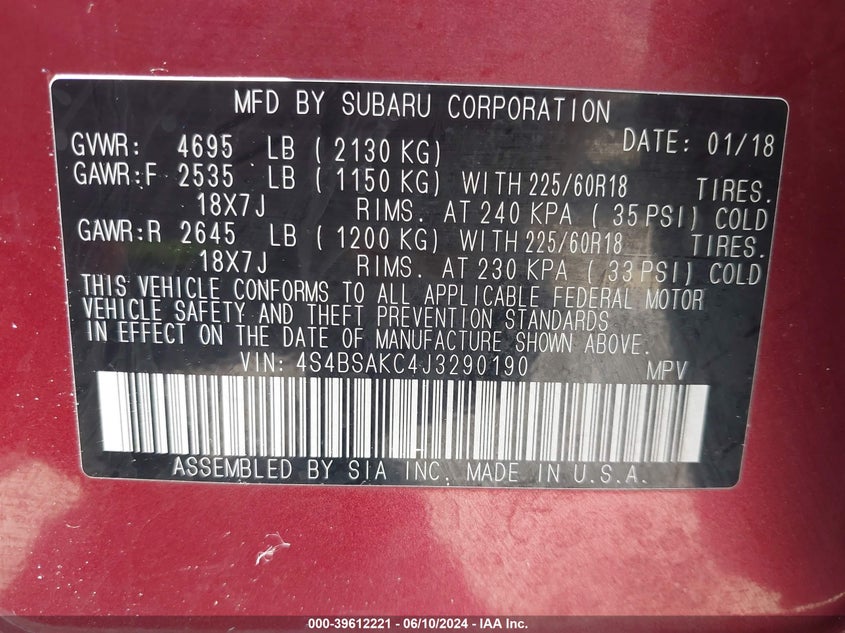 MFD BY SUBARU CORPORATION
GVWR: 4695 LB ( 2130 KG) DATE: 01/18
GAWR:F 2535 LB ( 1150 KG) WITH 225/60R18 TIRES.
18X7J RIMS. AT 240 KPA ( 35 PSI) COLD
GAWR:R 2645 LB ( 1200 KG) WITH 225/60R18 TIRES.
18X7J RIMS. AT 230 KPA ( 33 PSI) COLD
THIS VEHICLE CONFORMS TO ALL APPLICABLE FEDERAL MOTOR
VEHICLE SAFETY AND THEFT PREVENTION STANDARDS
IN EFFECT ON THE DATE OF MANUFACTURE SHOWN ABOVE.
VIN: 4S4BSAKC4J3290190 MPV
ASSEMBLED BY SIA INC. MADE IN U.S.A.
000-39612221 - 06/10/2024 - IAA Inc.